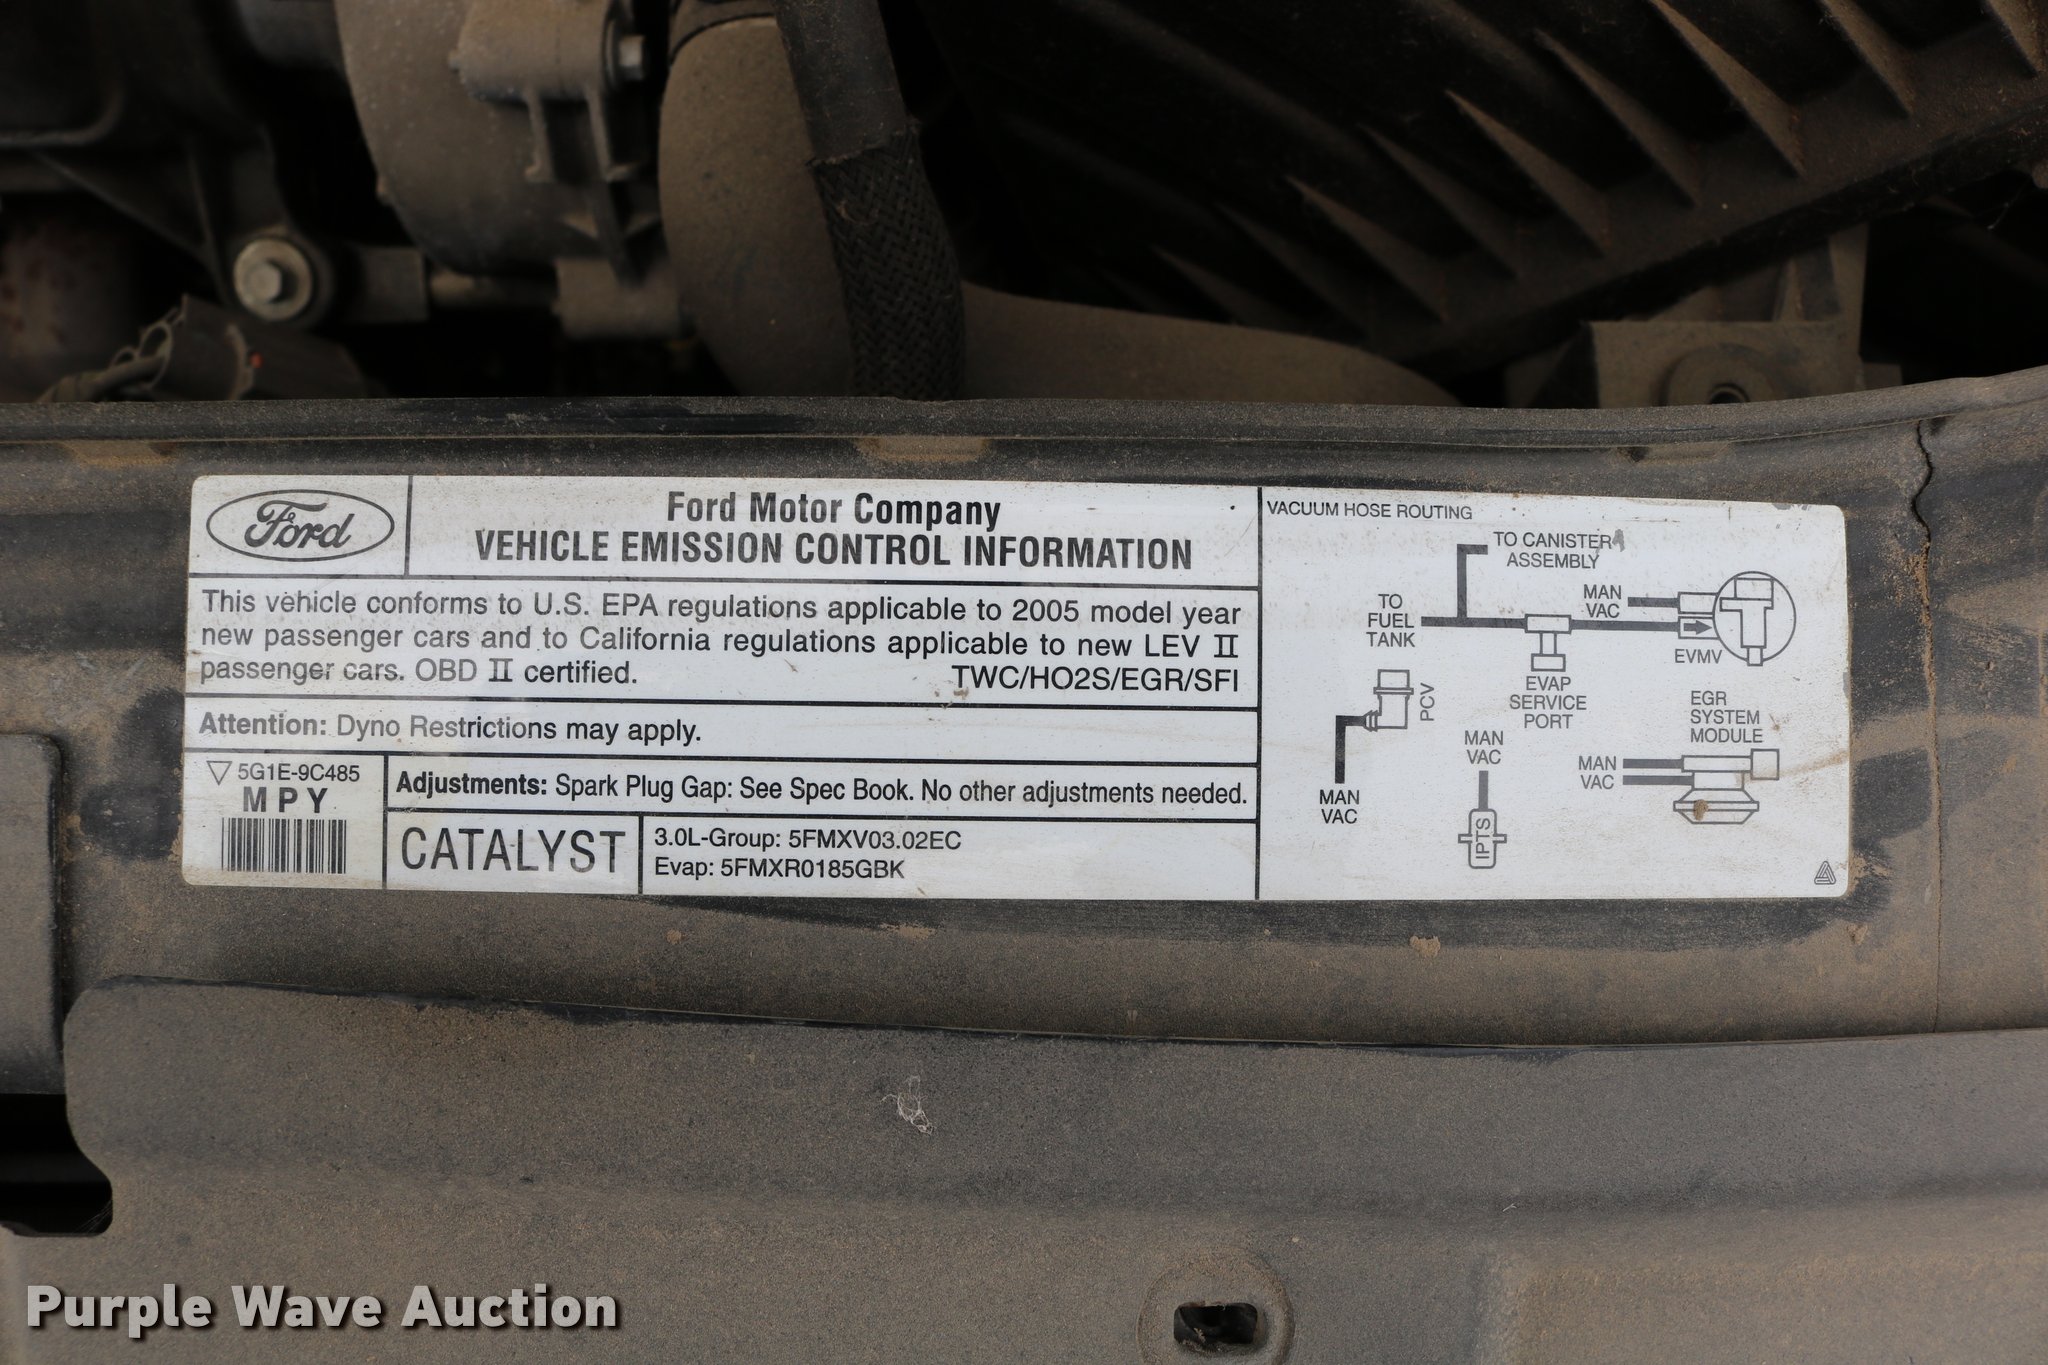 Ford
Ford Motor Company
VEHICLE EMISSION CONTROL INFORMATION
This vehicle conforms to U.S. EPA regulations applicable to 2005 model year
new passenger cars and to California regulations applicable to new LEV II
passenger cars. OBD II certified. TWC/HO2S/EGR/SFI
Attention: Dyno Restrictions may apply.
5G1E-9C485
MPY
Adjustments: Spark Plug Gap: See Spec Book. No other adjustments needed.
CATALYST
3.0L-Group: 5FMXV03.02EC
Evap: 5FMXR0185GBK
VACUUM HOSE ROUTING
TO CANISTER
ASSEMBLY
TO
FUEL
TANK
MAN
VAC
EVMV
EVAP
SERVICE
PORT
PCV
MAN
VAC
MAN
VAC
IPTS
EGR
SYSTEM
MODULE
MAN
VAC
Purple Wave Auction